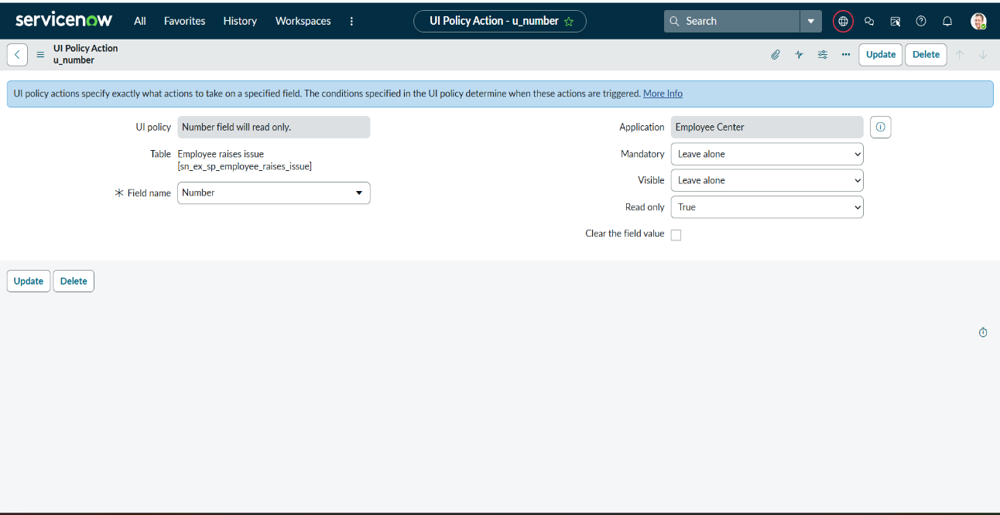 servicenow All Favorites History Workspaces UI Policy Action - u_number Search
UI Policy Action
u_number
Update Delete
UI policy actions specify exactly what actions to take on a specified field. The conditions specified in the UI policy determine when these actions are triggered. More Info
UI policy Number field will read only.
Application Employee Center
Table Employee raises issue
[sn_ex_sp_employee_raises_issue]
Mandatory Leave alone
Visible Leave alone
Field name Number
Read only True
Clear the field value
Update Delete